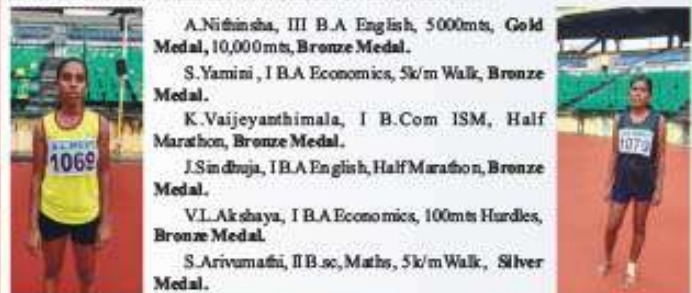 A.Nithinsha, III B.A English, 5000mts, Gold
Medal, 10,000mts, Bronze Medal.
S.Yamini , I B.A Economics, 5k/m Walk, Bronze
Medal.
K.Vaijeyanthimala, I B.Com ISM, Half
Marathon, Bronze Medal.
J.Sindhuja, I B.A English, Half Marathon, Bronze
Medal.
V.L.Akshaya, I B.A Economics, 100mts Hurdles,
Bronze Medal.
S.Arivumathi, II B.sc, Maths, 5k/m Walk, Silver
Medal.
1069
1079